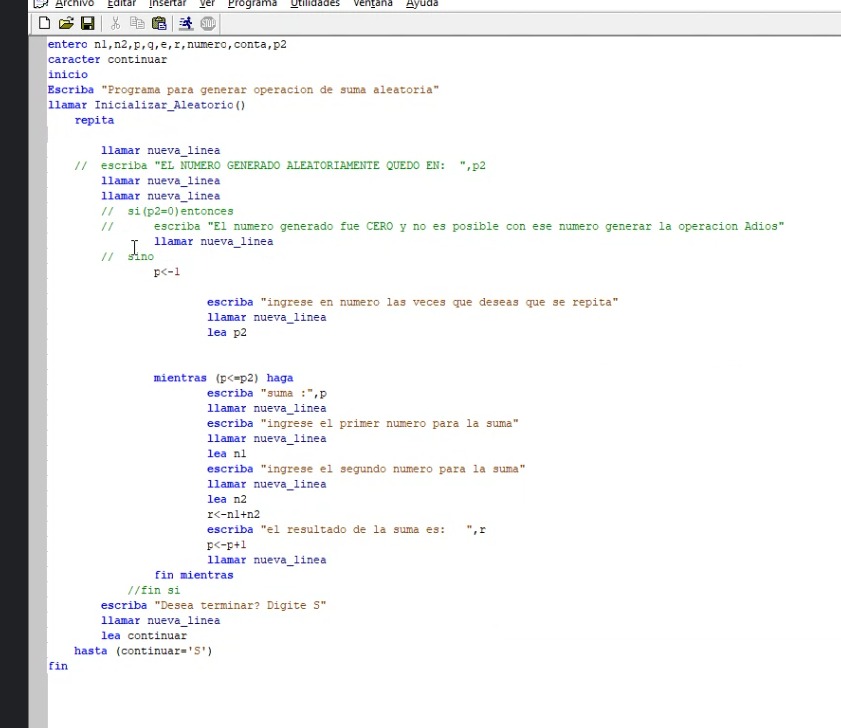 Archivo Editar Insertar Ver Programa Utilidades Ventana Ayuda
STOP
entero n1,n2,p,q,e,r,numero,conta,p2
caracter continuar
inicio
Escriba "Programa para generar operacion de suma aleatoria"
llamar Inicializar_Aleatorio()
repita
llamar nueva_linea
// escriba "EL NUMERO GENERADO ALEATORIAMENTE QUEDO EN: ",p2
llamar nueva_linea
llamar nueva_linea
// si(p2=0)entonces
// escriba "El numero generado fue CERO y no es posible con ese numero generar la operacion Adios"
llamar nueva_linea
// sino
p<-1
escriba "ingrese en numero las veces que deseas que se repita"
llamar nueva_linea
lea p2
mientras (p<=p2) haga
escriba "suma :",p
llamar nueva_linea
escriba "ingrese el primer numero para la suma"
llamar nueva_linea
lea n1
escriba "ingrese el segundo numero para la suma"
llamar nueva_linea
lea n2
r<-n1+n2
escriba "el resultado de la suma es: ",r
p<-p+1
llamar nueva_linea
fin mientras
//fin si
escriba "Desea terminar? Digite S"
llamar nueva_linea
lea continuar
hasta (continuar='S')
fin